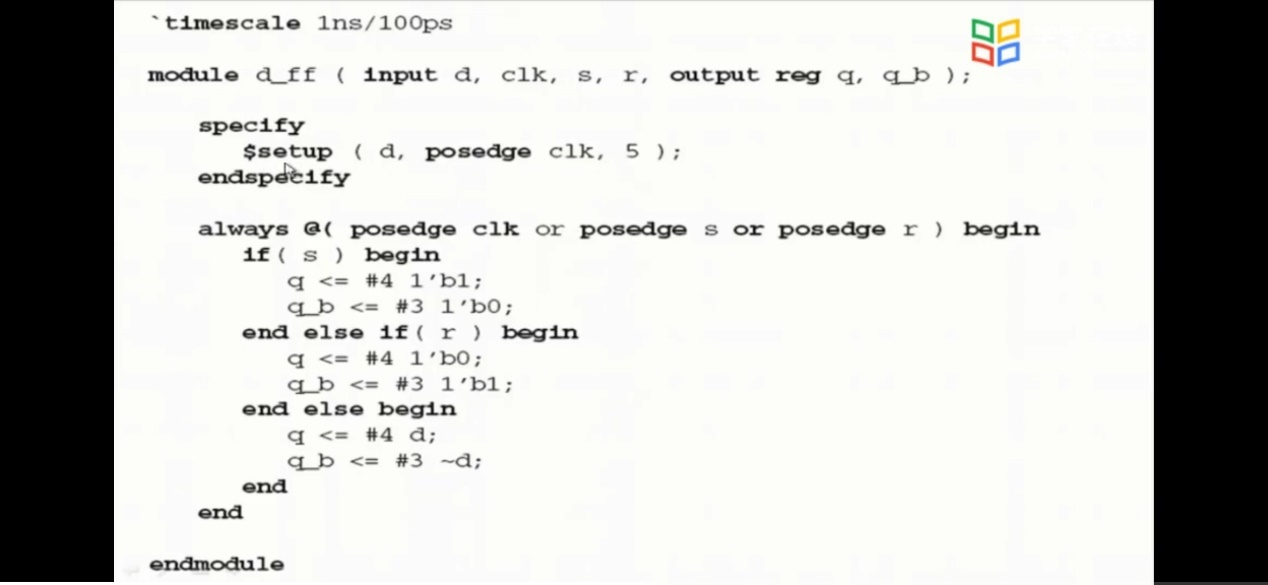 `timescale 1ns/100ps
module d_ff ( input d, clk, s, r, output reg q, q_b );
specify
$setup ( d, posedge clk, 5 );
endspecify
always @( posedge clk or posedge s or posedge r ) begin
if( s ) begin
q <= #4 1'b1;
q_b <= #3 1'b0;
end else if( r ) begin
q <= #4 1'b0;
q_b <= #3 1'b1;
end else begin
q <= #4 d;
q_b <= #3 ~d;
end
end
endmodule